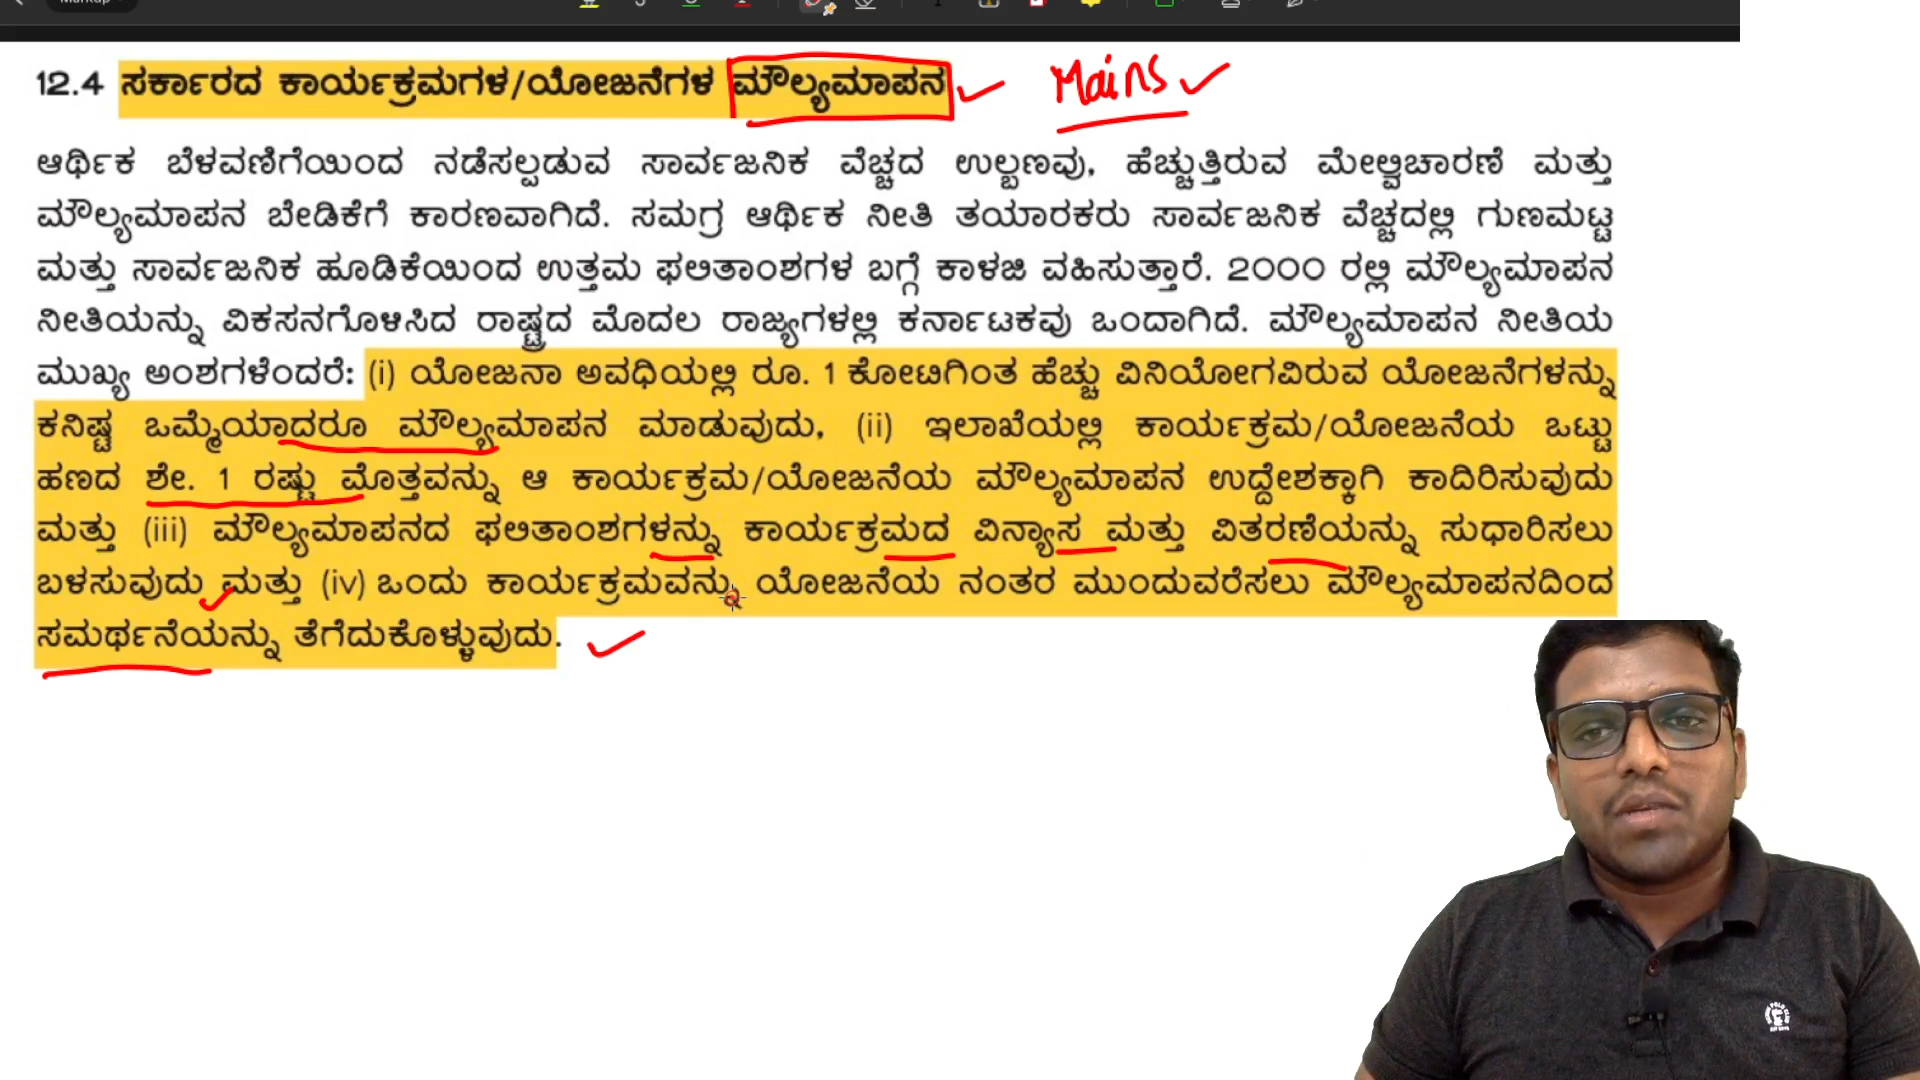 Markup
12.4 ಸರ್ಕಾರದ ಕಾರ್ಯಕ್ರಮಗಳ/ಯೋಜನೆಗಳ ಮೌಲ್ಯಮಾಪನ Mains
ಆರ್ಥಿಕ ಬೆಳವಣಿಗೆಯಿಂದ ನಡೆಸಲ್ಪಡುವ ಸಾರ್ವಜನಿಕ ವೆಚ್ಚದ ಉಲ್ಬಣವು, ಹೆಚ್ಚುತ್ತಿರುವ ಮೇಲ್ವಿಚಾರಣೆ ಮತ್ತು
ಮೌಲ್ಯಮಾಪನ ಬೇಡಿಕೆಗೆ ಕಾರಣವಾಗಿದೆ. ಸಮಗ್ರ ಆರ್ಥಿಕ ನೀತಿ ತಯಾರಕರು ಸಾರ್ವಜನಿಕ ವೆಚ್ಚದಲ್ಲಿ ಗುಣಮಟ್ಟ
ಮತ್ತು ಸಾರ್ವಜನಿಕ ಹೂಡಿಕೆಯಿಂದ ಉತ್ತಮ ಫಲಿತಾಂಶಗಳ ಬಗ್ಗೆ ಕಾಳಜಿ ವಹಿಸುತ್ತಾರೆ. 2000 ರಲ್ಲಿ ಮೌಲ್ಯಮಾಪನ
ನೀತಿಯನ್ನು ವಿಕಸನಗೊಳಿಸಿದ ರಾಷ್ಟ್ರದ ಮೊದಲ ರಾಜ್ಯಗಳಲ್ಲಿ ಕರ್ನಾಟಕವು ಒಂದಾಗಿದೆ. ಮೌಲ್ಯಮಾಪನ ನೀತಿಯ
ಮುಖ್ಯ ಅಂಶಗಳೆಂದರೆ: (i) ಯೋಜನಾ ಅವಧಿಯಲ್ಲಿ ರೂ. 1 ಕೋಟಿಗಿಂತ ಹೆಚ್ಚು ವಿನಿಯೋಗವಿರುವ ಯೋಜನೆಗಳನ್ನು
ಕನಿಷ್ಟ ಒಮ್ಮೆಯಾದರೂ ಮೌಲ್ಯಮಾಪನ ಮಾಡುವುದು, (ii) ಇಲಾಖೆಯಲ್ಲಿ ಕಾರ್ಯಕ್ರಮ/ಯೋಜನೆಯ ಒಟ್ಟು
ಹಣದ ಶೇ. 1 ರಷ್ಟು ಮೊತ್ತವನ್ನು ಆ ಕಾರ್ಯಕ್ರಮ/ಯೋಜನೆಯ ಮೌಲ್ಯಮಾಪನ ಉದ್ದೇಶಕ್ಕಾಗಿ ಕಾದಿರಿಸುವುದು
ಮತ್ತು (iii) ಮೌಲ್ಯಮಾಪನದ ಫಲಿತಾಂಶಗಳನ್ನು ಕಾರ್ಯಕ್ರಮದ ವಿನ್ಯಾಸ ಮತ್ತು ವಿತರಣೆಯನ್ನು ಸುಧಾರಿಸಲು
ಬಳಸುವುದು ಮತ್ತು (iv) ಒಂದು ಕಾರ್ಯಕ್ರಮವನ್ನು ಯೋಜನೆಯ ನಂತರ ಮುಂದುವರೆಸಲು ಮೌಲ್ಯಮಾಪನದಿಂದ
ಸಮರ್ಥನೆಯನ್ನು ತೆಗೆದುಕೊಳ್ಳುವುದು.